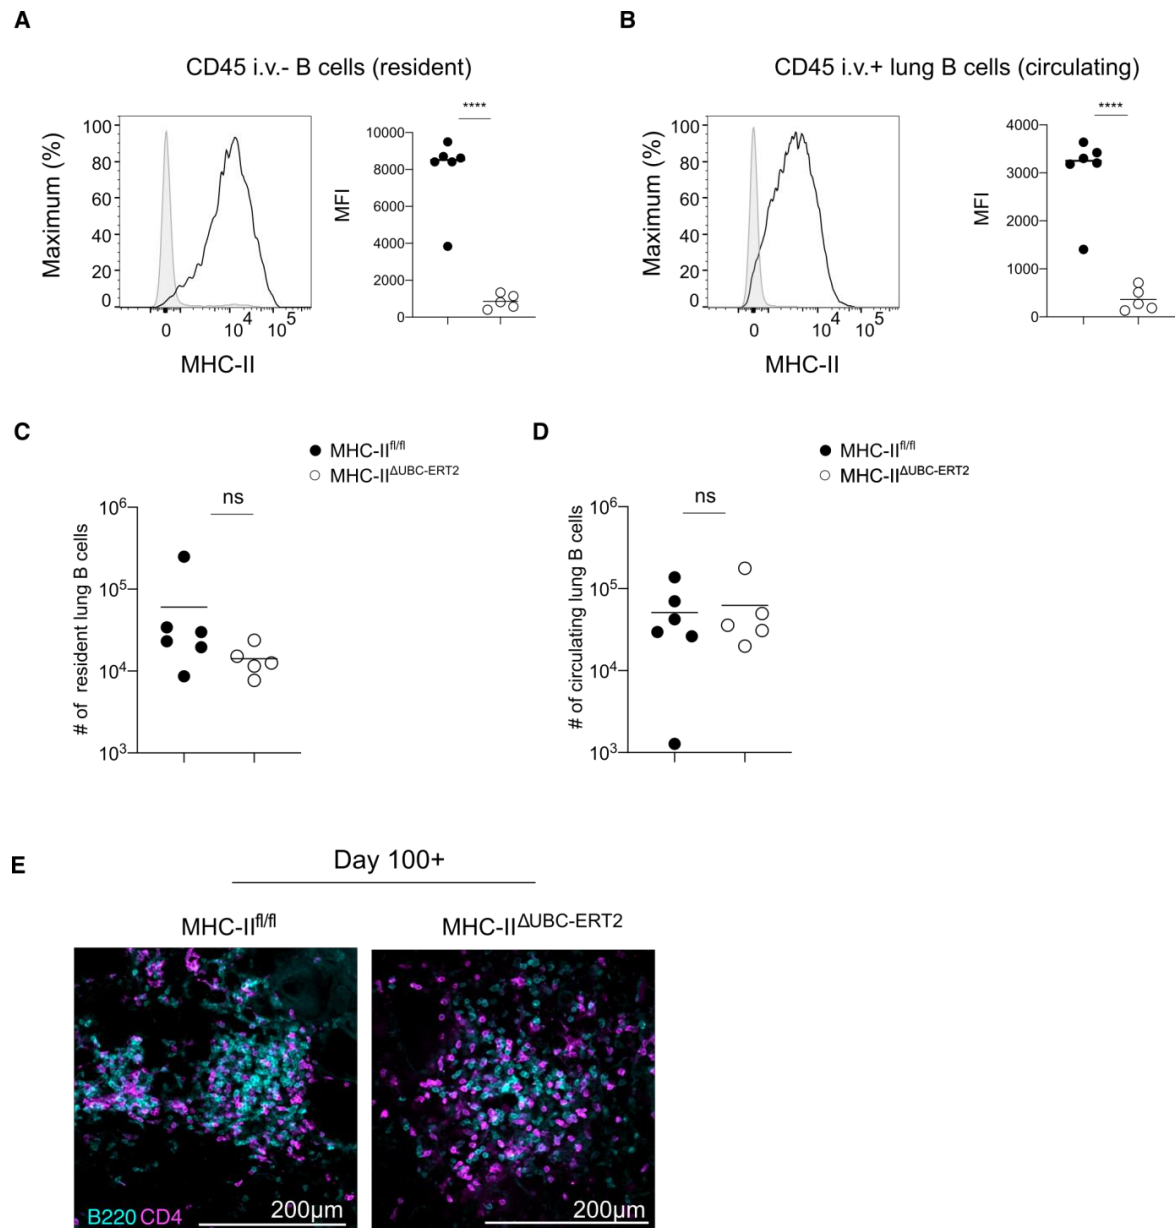 A
B
CD45 i.v.- B cells (resident)
CD45 i.v.+ lung B cells (circulating)
Maximum (%)
100
80
60
40
20
0
0 10^4 10^5
MHC-II
****
MFI
10000
8000
6000
4000
2000
0
Maximum (%)
100
80
60
40
20
0
0 10^4 10^5
MHC-II
****
MFI
4000
3000
2000
1000
0
C
D
MHC-II^fl/fl
MHC-II^ΔUBC-ERT2
ns
# of resident lung B cells
10^6
10^5
10^4
10^3
MHC-II^fl/fl
MHC-II^ΔUBC-ERT2
ns
# of circulating lung B cells
10^6
10^5
10^4
10^3
E
Day 100+
MHC-II^fl/fl
MHC-II^ΔUBC-ERT2
B220 CD4
200µm
200µm